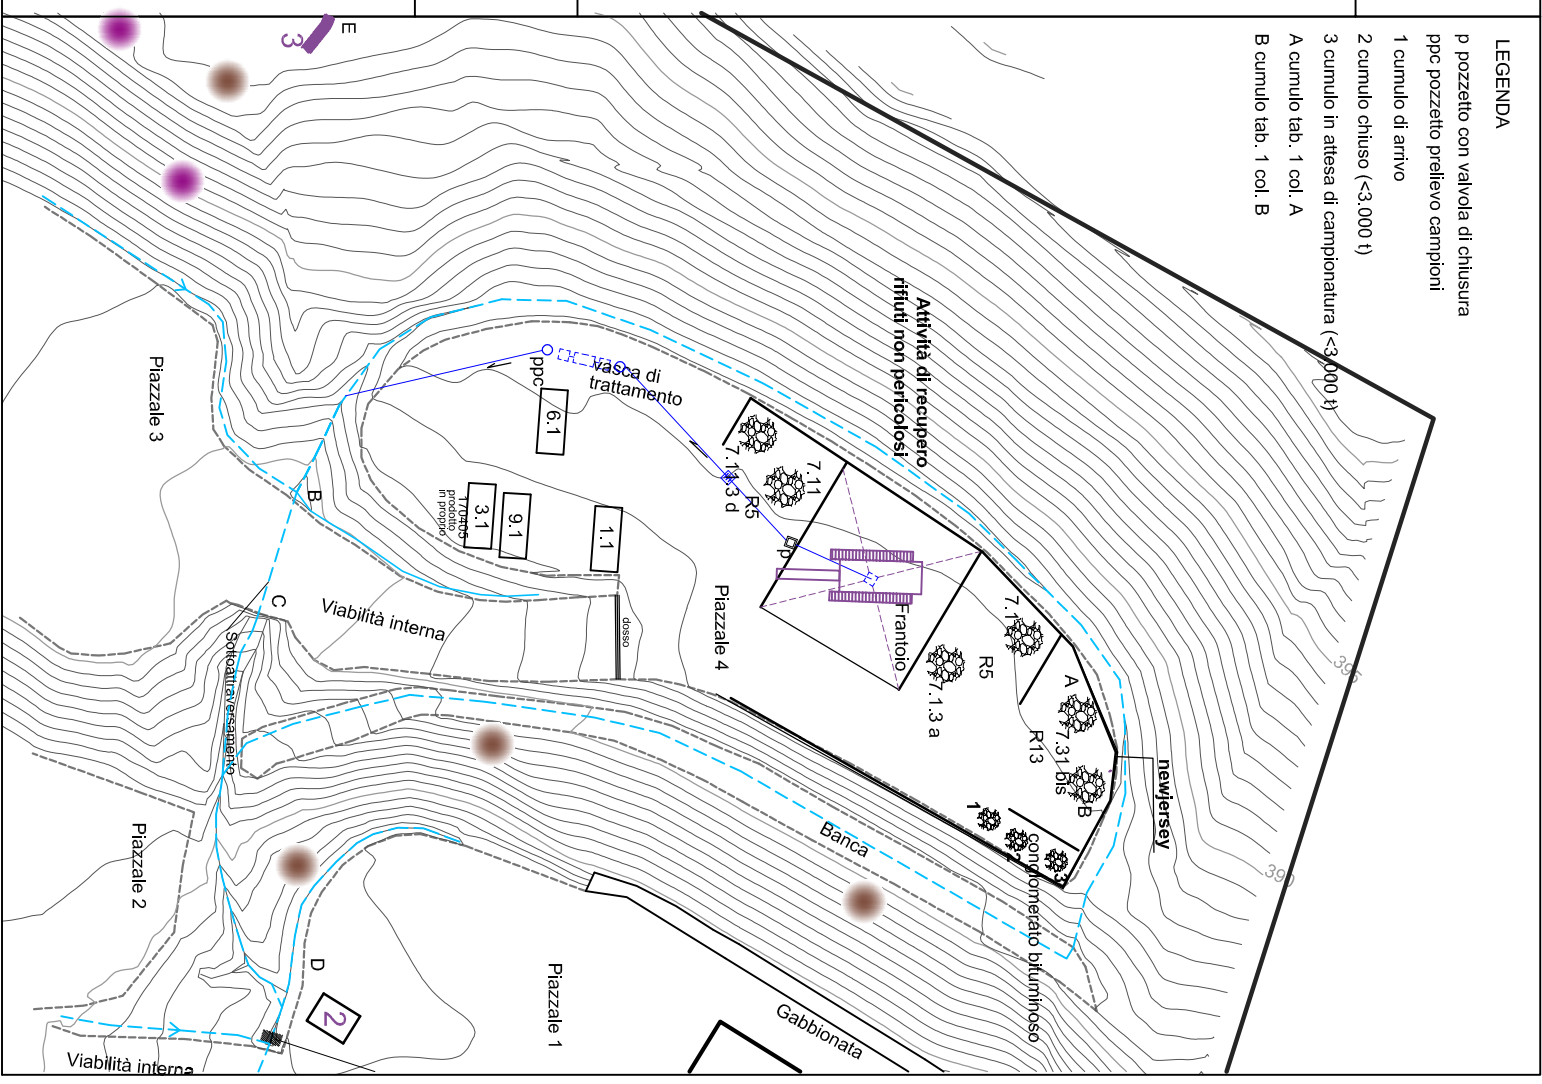 LEGENDA
p pozzetto con valvola di chiusura
ppc pozzetto prelievo campioni
1 cumulo di arrivo
2 cumulo chiuso (<3.000 t)
3 cumulo in attesa di campionatura (<3.000 t)
A cumulo tab. 1 col. A
B cumulo tab. 1 col. B
E
3
Attività di recupero
rifiuti non pericolosi
vasca di
trattamento
ppc
6.1
7.11
7.11.3 d
R5
p
3.1
170405
prodotto
in proprio
9.1
1.1
Frantoio
7.1
R5
7.1.3 a
A
7.31 bis
R13
B
newjersey
1
2
3
conglomerato bituminoso
395
390
Piazzale 3
B
C
Viabilità interna
dosso
Piazzale 4
Sottoattraversamento
Banca
Piazzale 2
D
2
Piazzale 1
Gabbionata
Viabilità interna